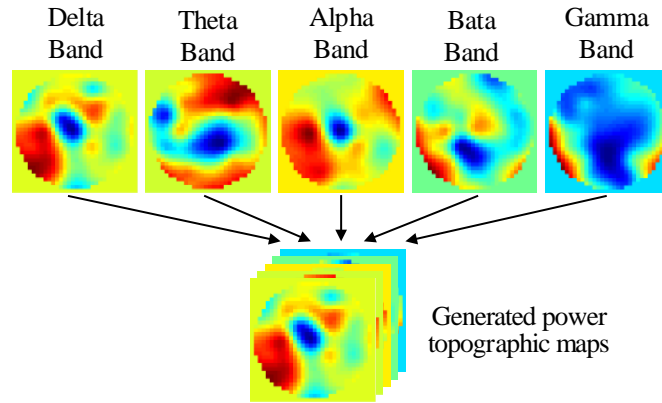 Delta
Band
Theta
Band
Alpha
Band
Bata
Band
Gamma
Band
Generated power
topographic maps